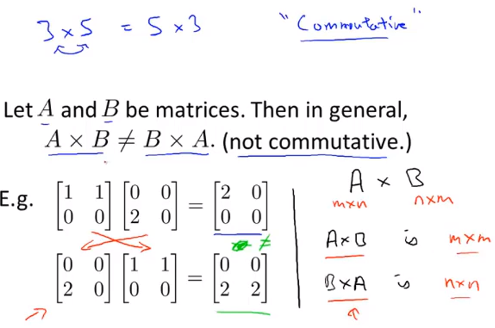 3 × 5 = 5 × 3 "Commutative"
Let A and B be matrices. Then in general,
A × B ≠ B × A. (not commutative.)
E.g. [1 1; 0 0] [0 0; 2 0] = [2 0; 0 0]
≠
[0 0; 2 0] [1 1; 0 0] = [0 0; 2 2]
A × B
m×n n×m
A×B is m×m
B×A is n×n